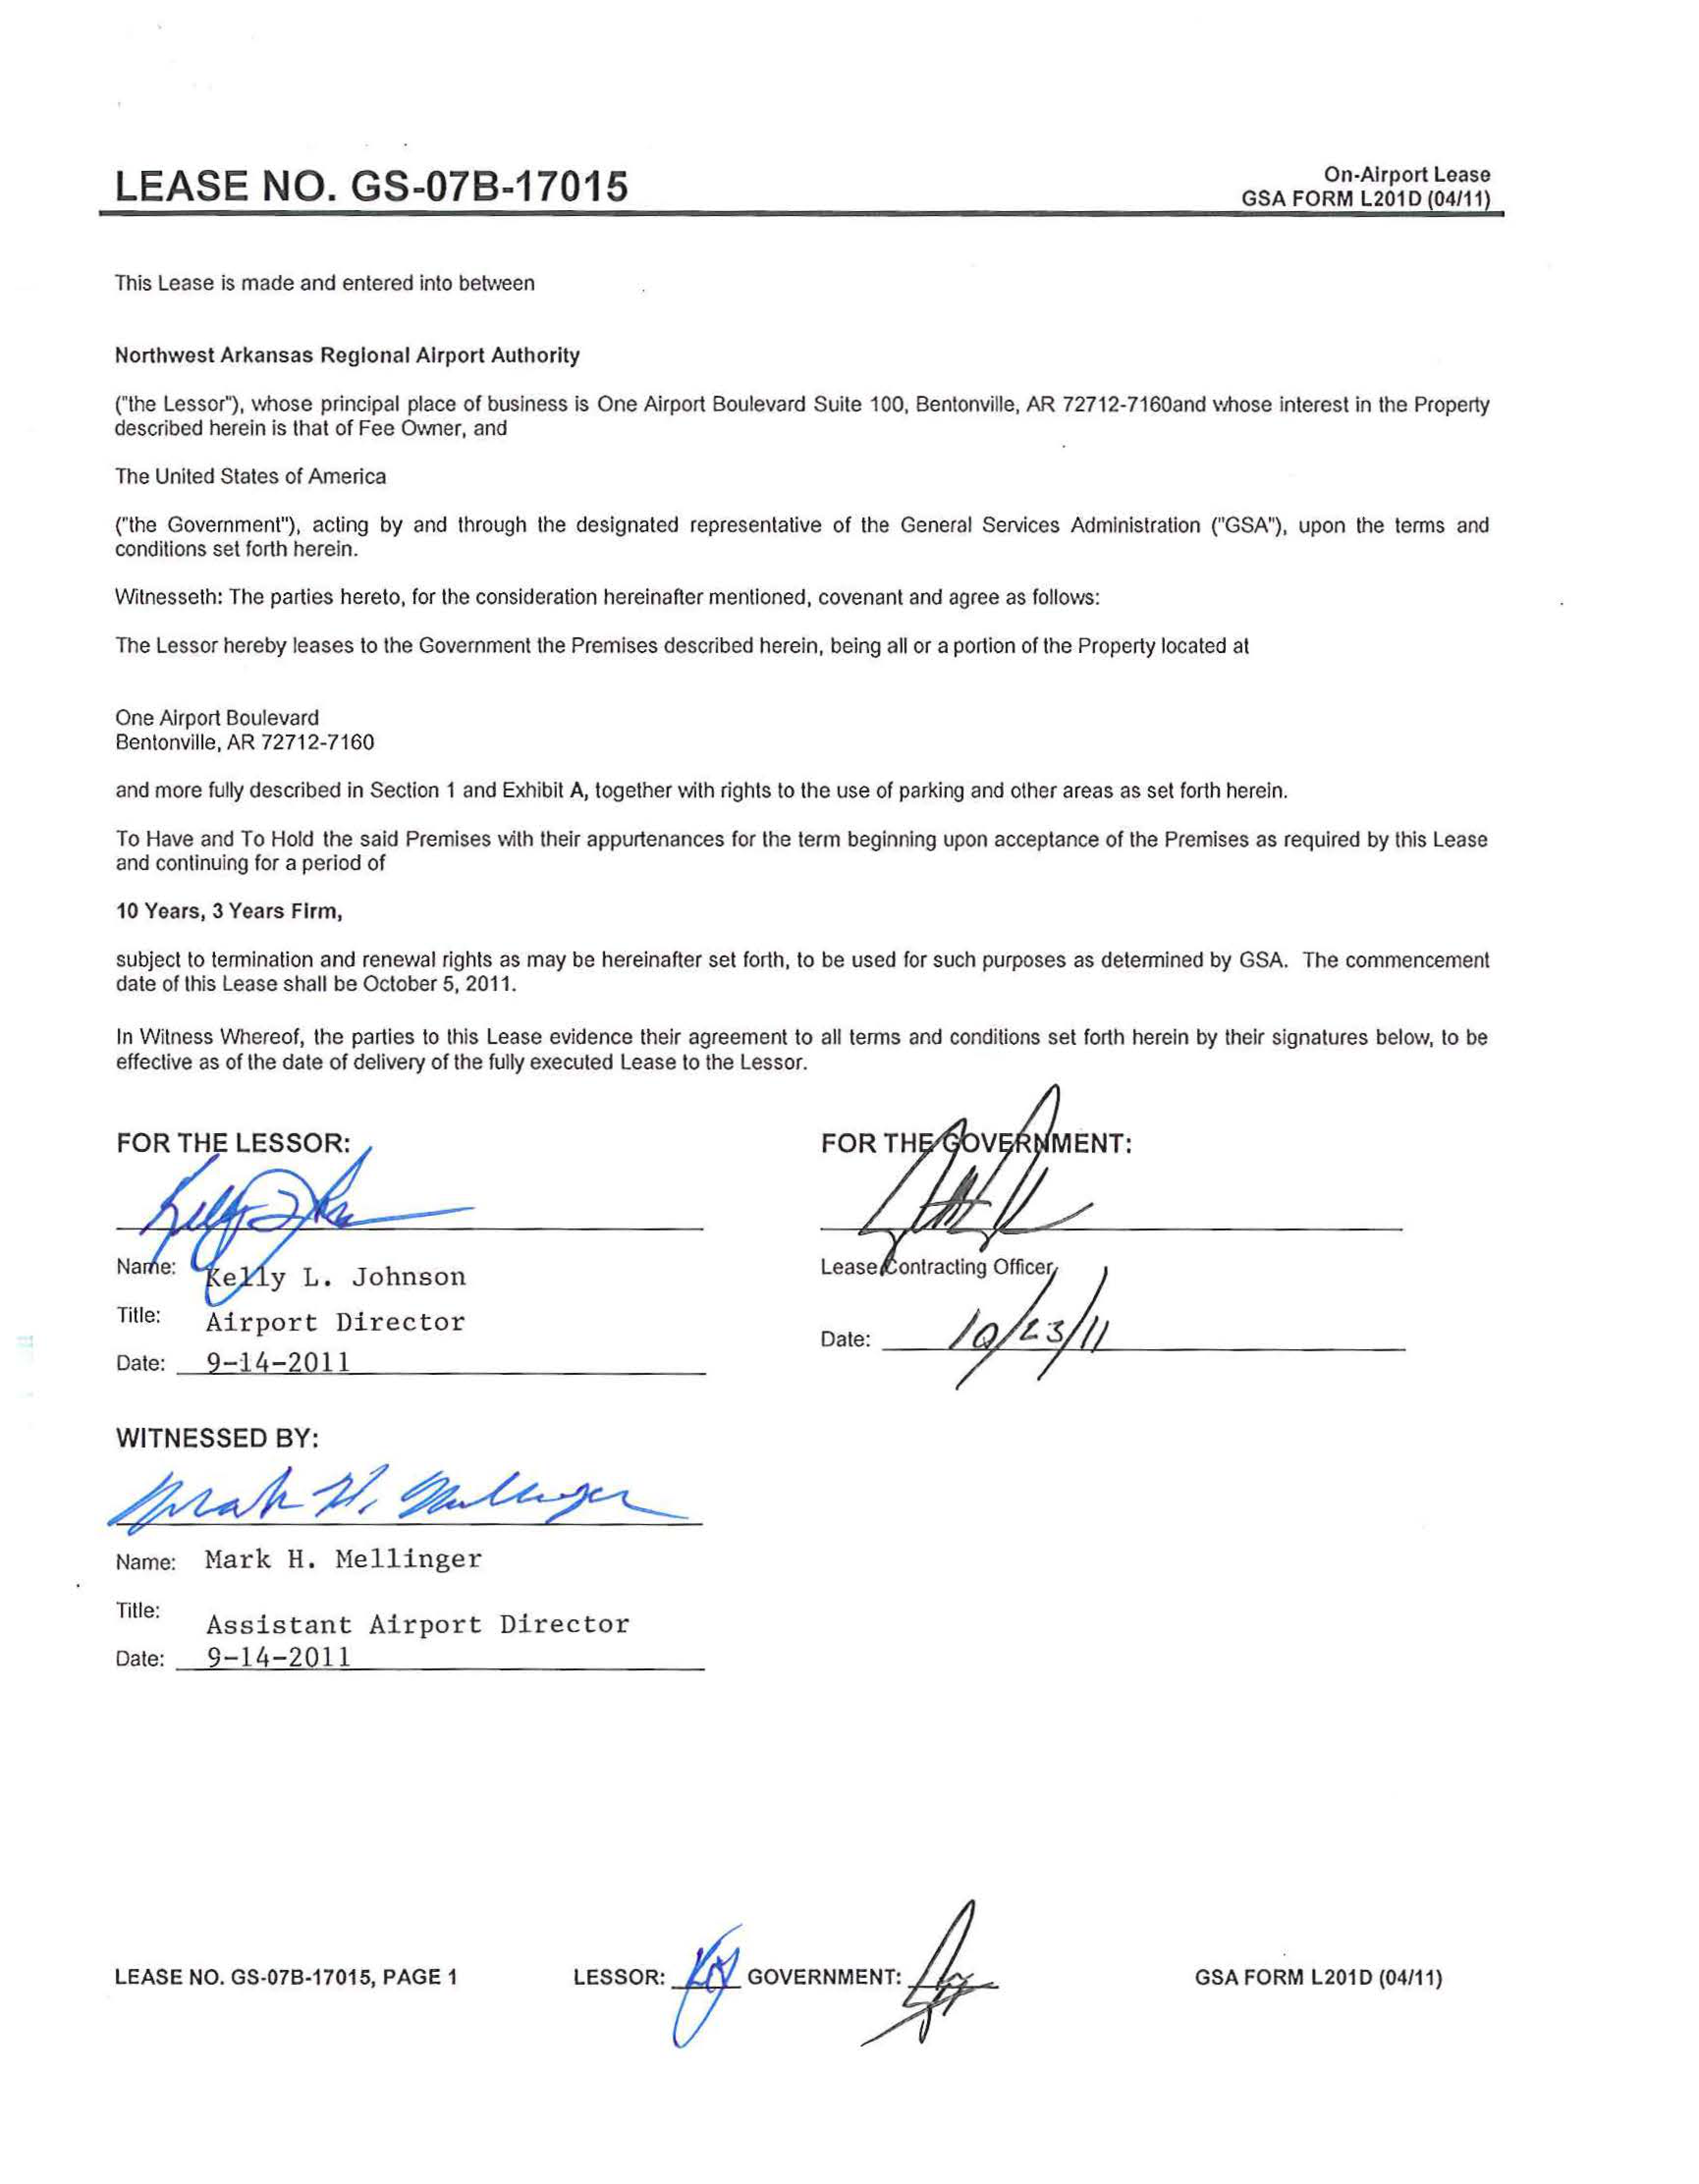 LEASE NO. GS-07B-17015
On-Airport Lease
GSA FORM L201D (04/11)
This Lease is made and entered into between
Northwest Arkansas Regional Airport Authority
("the Lessor"), whose principal place of business is One Airport Boulevard Suite 100, Bentonville, AR 72712-7160and whose interest in the Property
described herein is that of Fee Owner, and
The United States of America
("the Government"), acting by and through the designated representative of the General Services Administration ("GSA"), upon the terms and
conditions set forth herein.
Witnesseth: The parties hereto, for the consideration hereinafter mentioned, covenant and agree as follows:
The Lessor hereby leases to the Government the Premises described herein, being all or a portion of the Property located at
One Airport Boulevard
Bentonville, AR 72712-7160
and more fully described in Section 1 and Exhibit A, together with rights to the use of parking and other areas as set forth herein.
To Have and To Hold the said Premises with their appurtenances for the term beginning upon acceptance of the Premises as required by this Lease
and continuing for a period of
10 Years, 3 Years Firm,
subject to termination and renewal rights as may be hereinafter set forth, to be used for such purposes as determined by GSA. The commencement
date of this Lease shall be October 5, 2011.
In Witness Whereof, the parties to this Lease evidence their agreement to all terms and conditions set forth herein by their signatures below, to be
effective as of the date of delivery of the fully executed Lease to the Lessor.
FOR THE LESSOR:
Name: Kelly L. Johnson
Title: Airport Director
Date: 9-14-2011
FOR THE GOVERNMENT:
Lease Contracting Officer
Date: 10/23/11
WITNESSED BY:
Mark H. Mellinger
Name: Mark H. Mellinger
Title: Assistant Airport Director
Date: 9-14-2011
LEASE NO. GS-07B-17015, PAGE 1 LESSOR: GOVERNMENT: GSA FORM L201D (04/11)